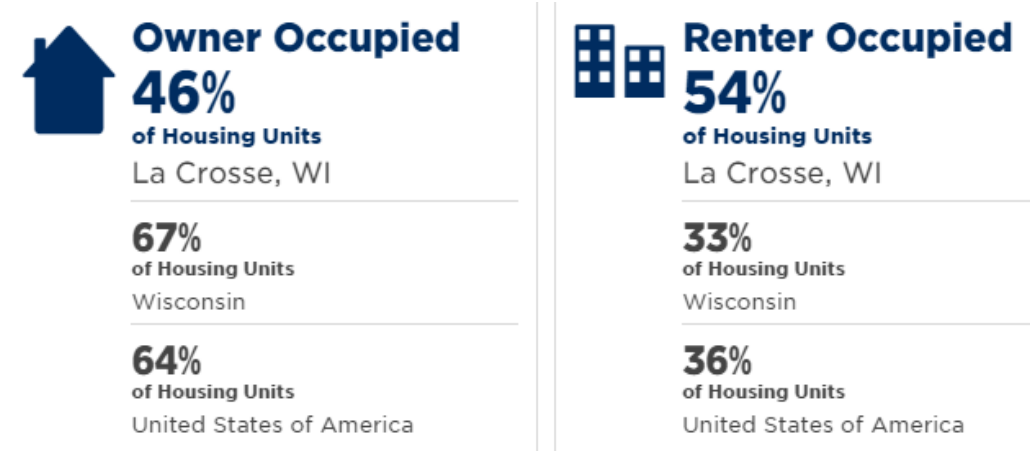 Owner Occupied
46%
of Housing Units
La Crosse, WI
67%
of Housing Units
Wisconsin
64%
of Housing Units
United States of America
Renter Occupied
54%
of Housing Units
La Crosse, WI
33%
of Housing Units
Wisconsin
36%
of Housing Units
United States of America